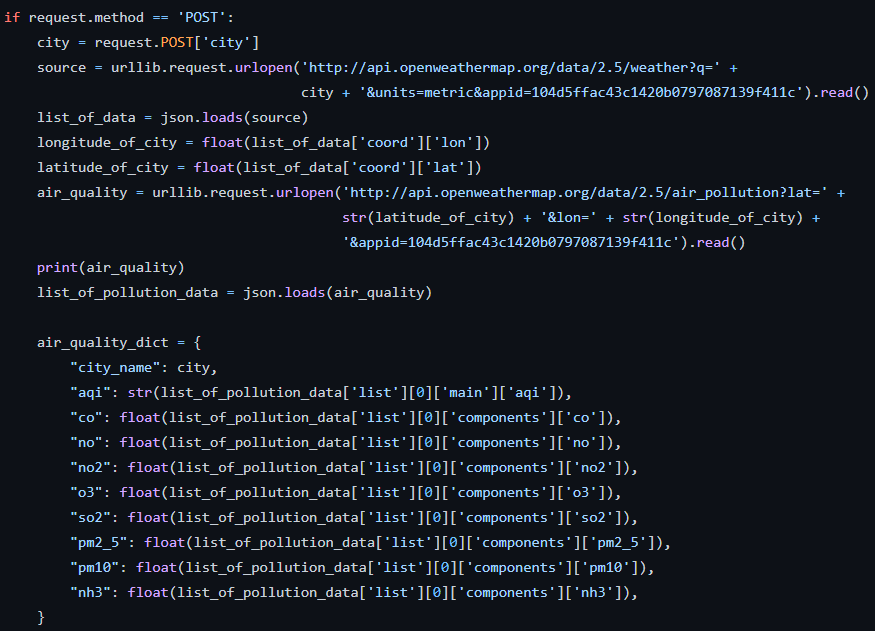 if request.method == 'POST':
    city = request.POST['city']
    source = urllib.request.urlopen('http://api.openweathermap.org/data/2.5/weather?q=' +
                                    city + '&units=metric&appid=104d5ffac43c1420b0797087139f411c').read()
    list_of_data = json.loads(source)
    longitude_of_city = float(list_of_data['coord']['lon'])
    latitude_of_city = float(list_of_data['coord']['lat'])
    air_quality = urllib.request.urlopen('http://api.openweathermap.org/data/2.5/air_pollution?lat=' +
                                         str(latitude_of_city) + '&lon=' + str(longitude_of_city) +
                                         '&appid=104d5ffac43c1420b0797087139f411c').read()
    print(air_quality)
    list_of_pollution_data = json.loads(air_quality)

    air_quality_dict = {
        "city_name": city,
        "aqi": str(list_of_pollution_data['list'][0]['main']['aqi']),
        "co": float(list_of_pollution_data['list'][0]['components']['co']),
        "no": float(list_of_pollution_data['list'][0]['components']['no']),
        "no2": float(list_of_pollution_data['list'][0]['components']['no2']),
        "o3": float(list_of_pollution_data['list'][0]['components']['o3']),
        "so2": float(list_of_pollution_data['list'][0]['components']['so2']),
        "pm2_5": float(list_of_pollution_data['list'][0]['components']['pm2_5']),
        "pm10": float(list_of_pollution_data['list'][0]['components']['pm10']),
        "nh3": float(list_of_pollution_data['list'][0]['components']['nh3']),
    }